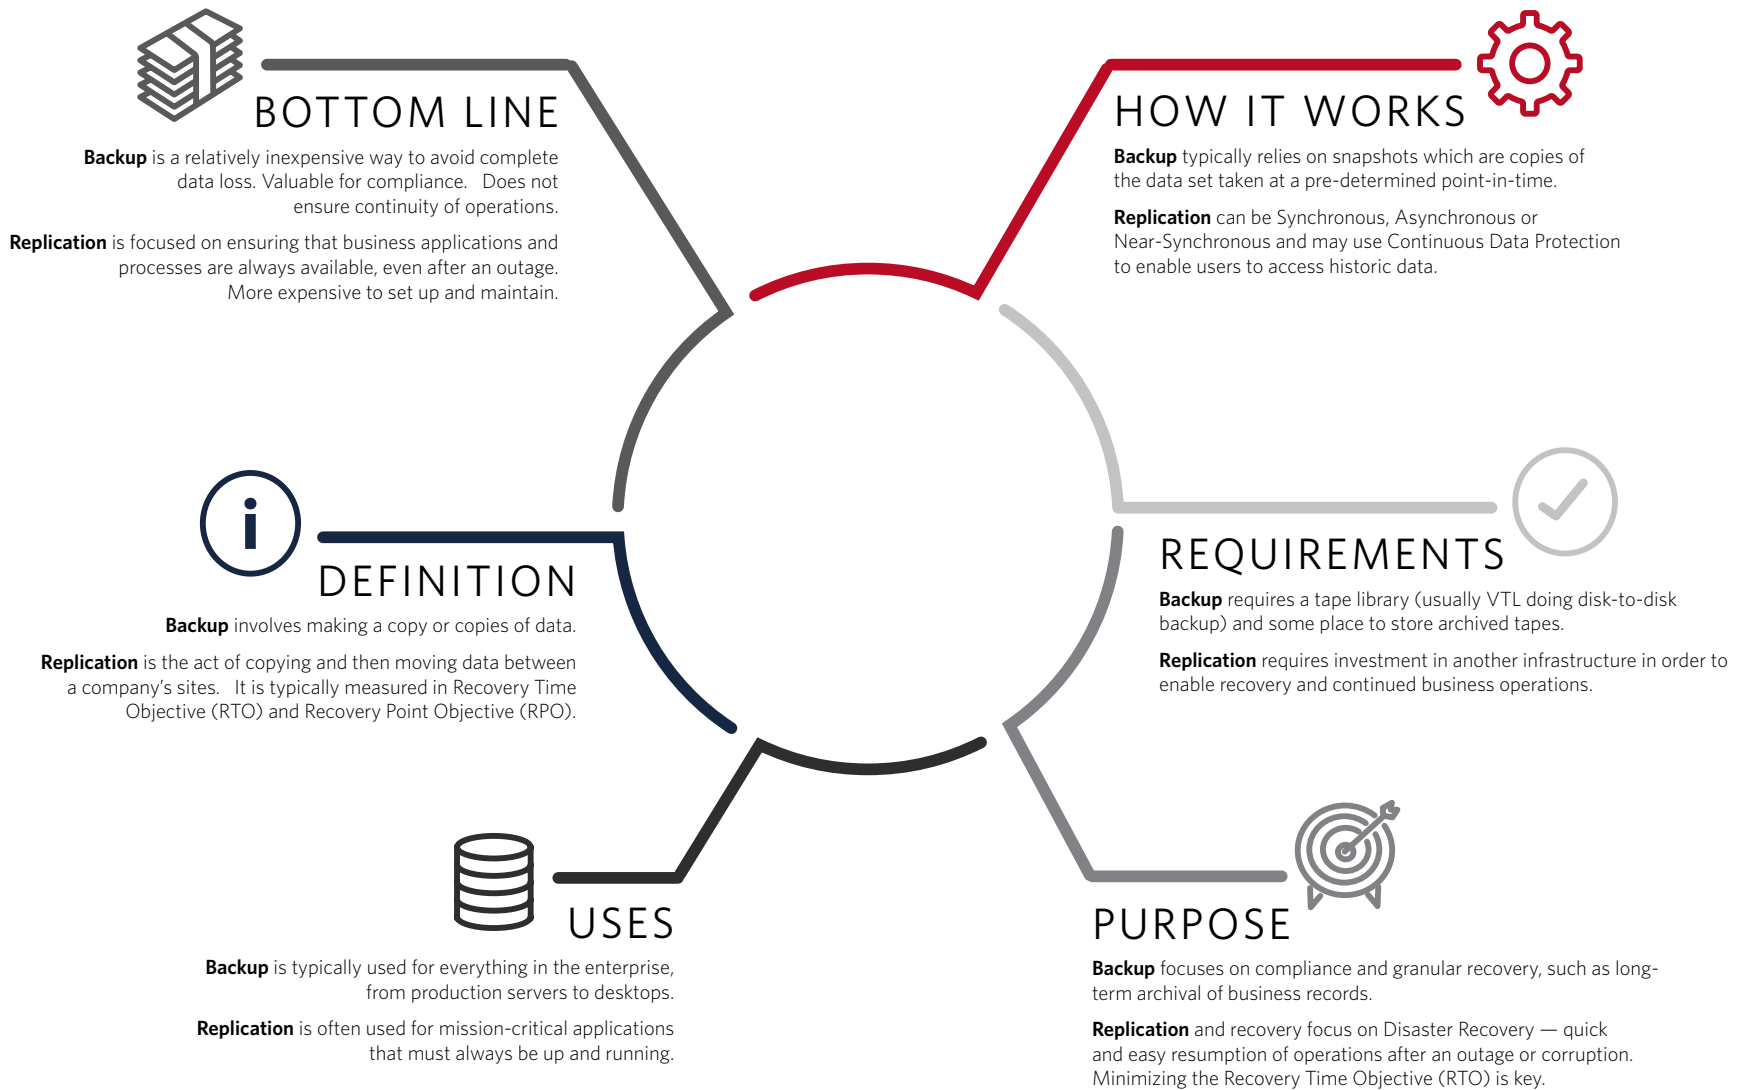 BOTTOM LINE
Backup is a relatively inexpensive way to avoid complete
data loss. Valuable for compliance.   Does not
ensure continuity of operations.
Replication is focused on ensuring that business applications and
processes are always available, even after an outage.
More expensive to set up and maintain.
HOW IT WORKS
Backup typically relies on snapshots which are copies of
the data set taken at a pre-determined point-in-time.
Replication can be Synchronous, Asynchronous or
Near-Synchronous and may use Continuous Data Protection
to enable users to access historic data.
i
DEFINITION
Backup involves making a copy or copies of data.
Replication is the act of copying and then moving data between
a company’s sites.   It is typically measured in Recovery Time
Objective (RTO) and Recovery Point Objective (RPO).
REQUIREMENTS
Backup requires a tape library (usually VTL doing disk-to-disk
backup) and some place to store archived tapes.
Replication requires investment in another infrastructure in order to
enable recovery and continued business operations.
USES
Backup is typically used for everything in the enterprise,
from production servers to desktops.
Replication is often used for mission-critical applications
that must always be up and running.
PURPOSE
Backup focuses on compliance and granular recovery, such as long-
term archival of business records.
Replication and recovery focus on Disaster Recovery — quick
and easy resumption of operations after an outage or corruption.
Minimizing the Recovery Time Objective (RTO) is key.